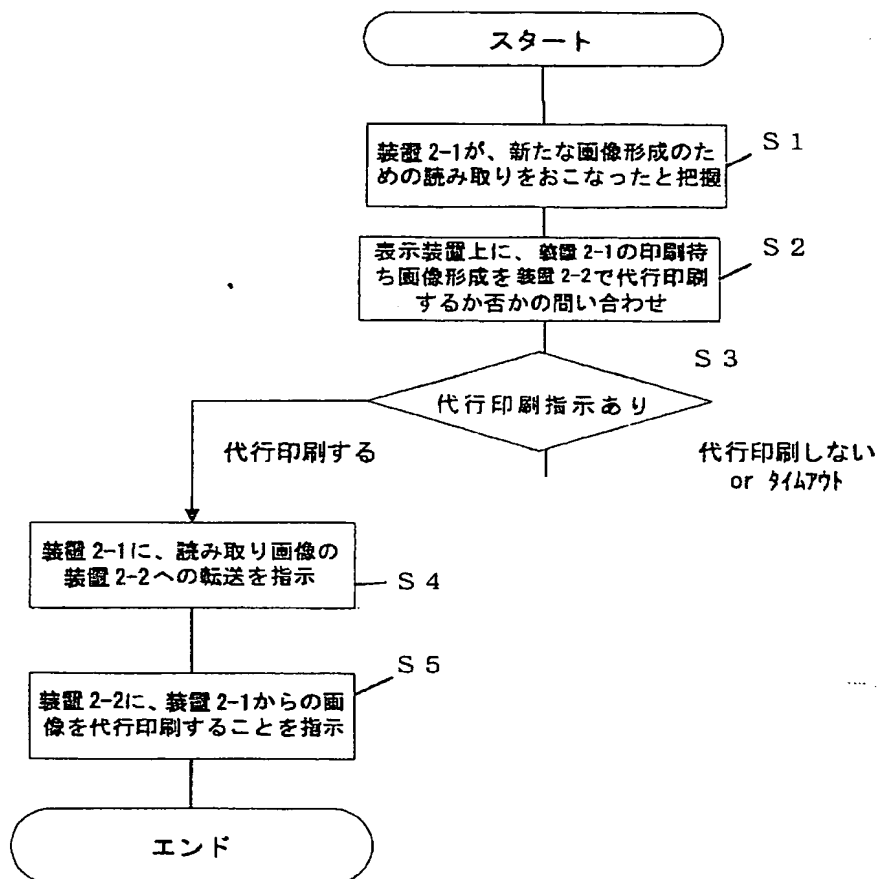 スタート
装置2-1が、新たな画像形成のた
めの読み取りをおこなったと把握
S1
表示装置上に、装置2-1の印刷待
ち画像形成を装置2-2で代行印刷
するか否かの問い合わせ
S2
S3
代行印刷指示あり
代行印刷する
代行印刷しない
or タイムアウト
装置2-1に、読み取り画像の
装置2-2への転送を指示
S4
S5
装置2-2に、装置2-1からの画
像を代行印刷することを指示
エンド